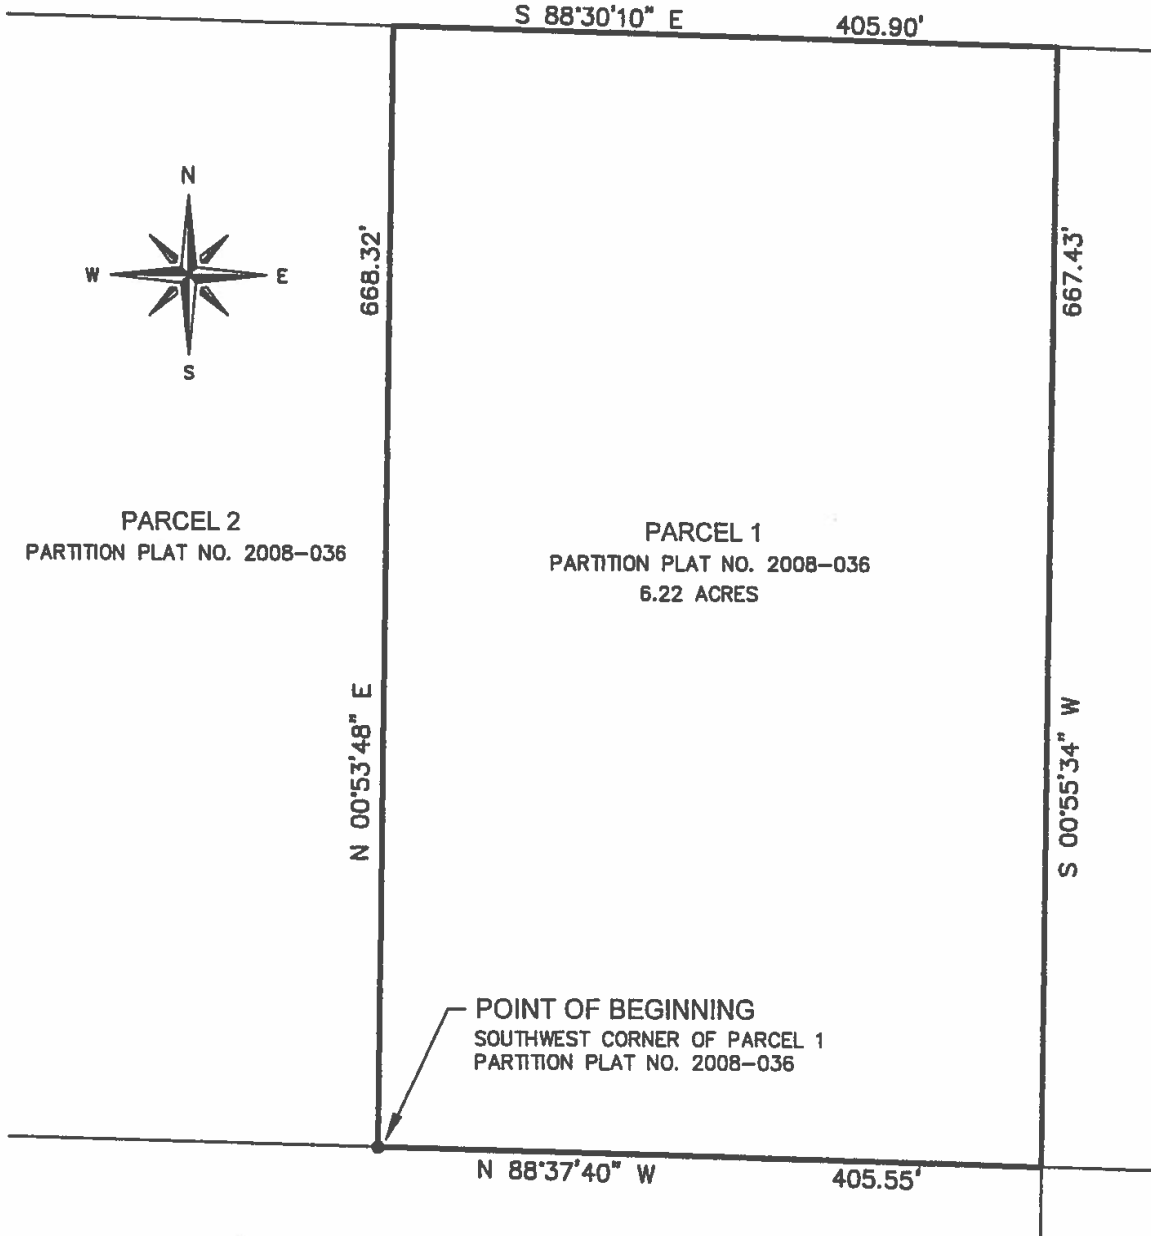 S 88°30'10" E 405.90'
N
W E
S
668.32'
667.43'
PARCEL 2
PARTITION PLAT NO. 2008-036
PARCEL 1
PARTITION PLAT NO. 2008-036
6.22 ACRES
N 00°53'48" E
S 00°55'34" W
POINT OF BEGINNING
SOUTHWEST CORNER OF PARCEL 1
PARTITION PLAT NO. 2008-036
N 88°37'40" W 405.55'